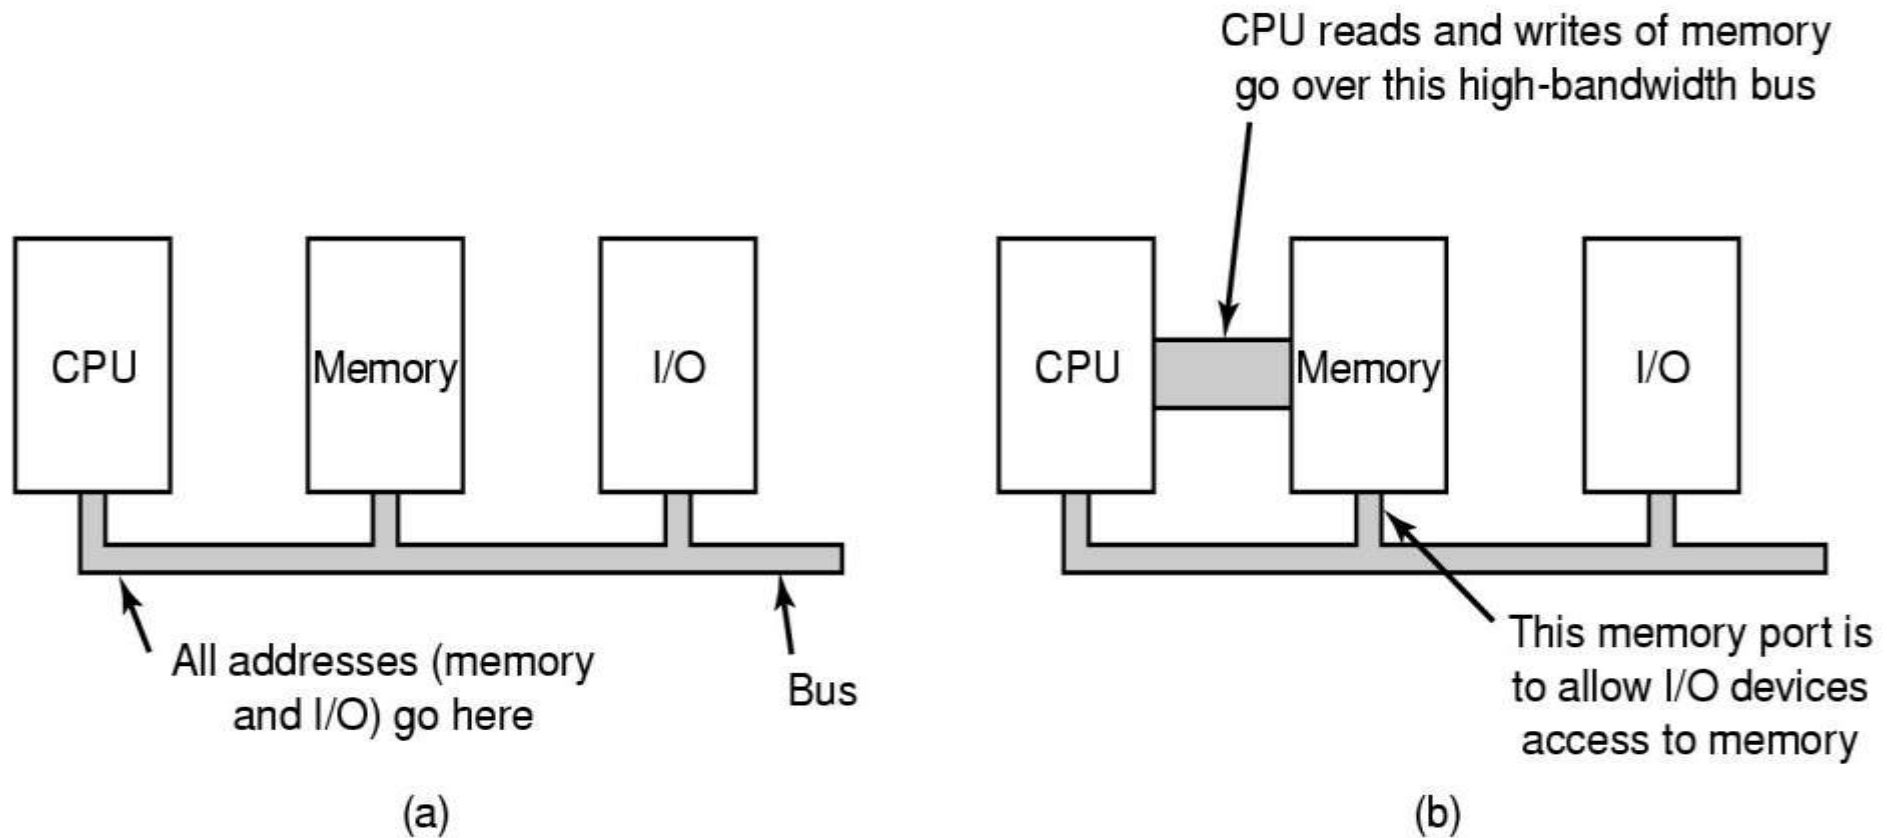 CPU reads and writes of memory
go over this high-bandwidth bus
CPU
Memory
I/O
All addresses (memory
and I/O) go here
Bus
(a)
CPU
Memory
I/O
This memory port is
to allow I/O devices
access to memory
(b)